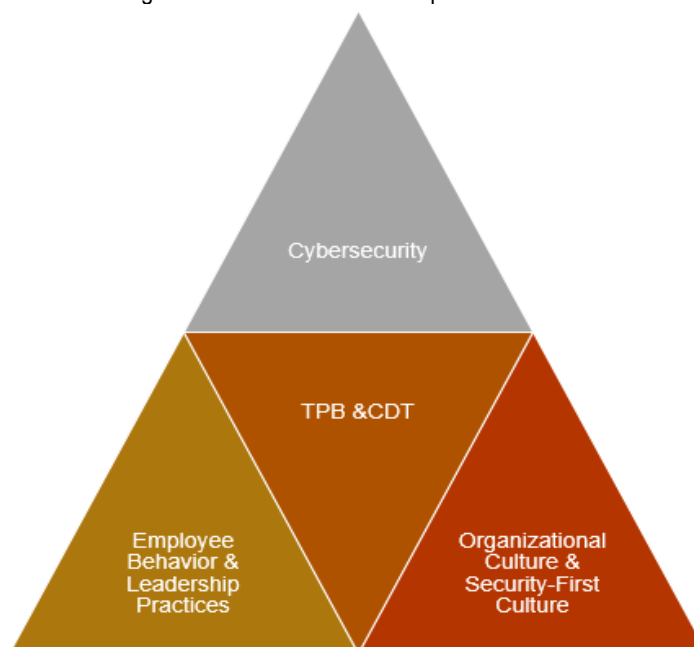 Cybersecurity
TPB &CDT
Employee
Behavior &
Leadership
Practices
Organizational
Culture &
Security-First
Culture